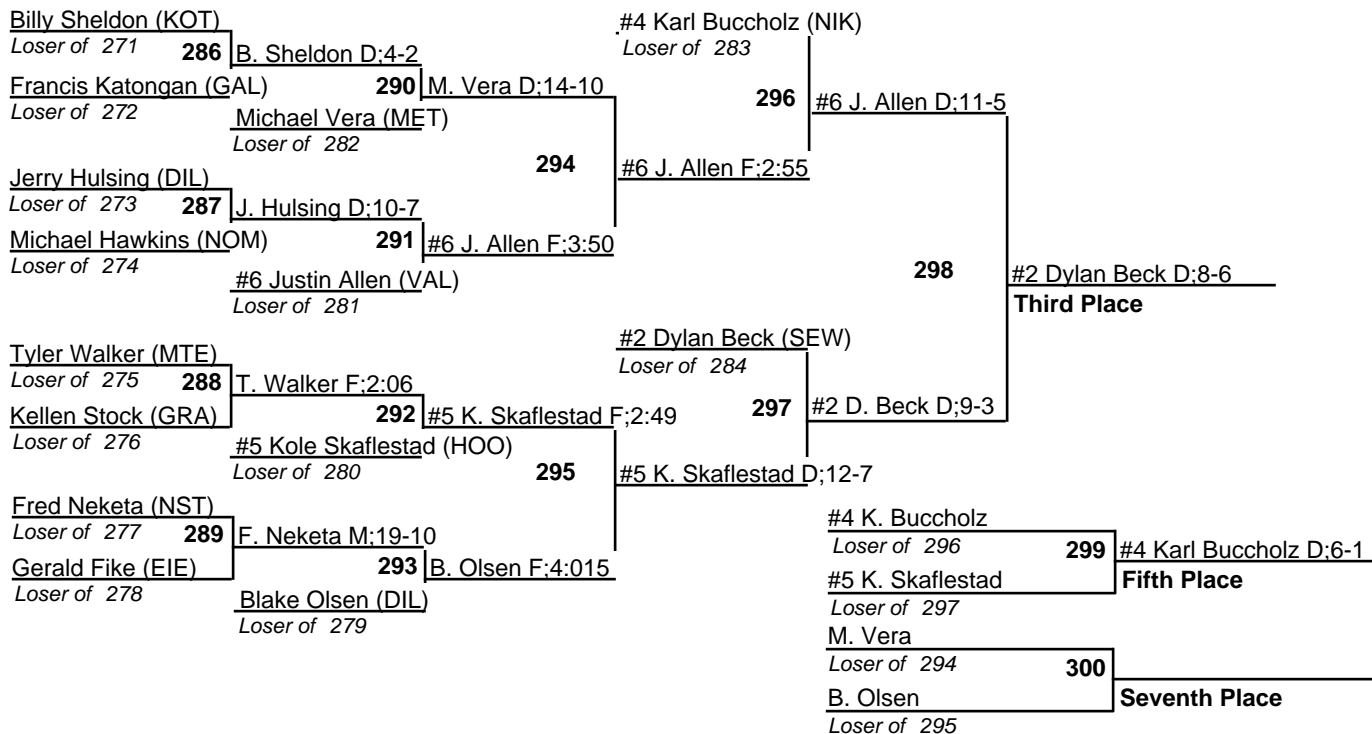 Billy Sheldon (KOT)
Loser of 271
286
B. Sheldon D;4-2
Francis Katongan (GAL)
Loser of 272
290
M. Vera D;14-10
Michael Vera (MET)
Loser of 282
Jerry Hulsing (DIL)
Loser of 273
287
J. Hulsing D;10-7
Michael Hawkins (NOM)
Loser of 274
291
#6 J. Allen F;3:50
#6 Justin Allen (VAL)
Loser of 281
294
#6 J. Allen F;2:55
#4 Karl Buccholz (NIK)
Loser of 283
296
#6 J. Allen D;11-5
Tyler Walker (MTE)
Loser of 275
288
T. Walker F;2:06
Kellen Stock (GRA)
Loser of 276
292
#5 K. Skaflestad F;2:49
#5 Kole Skaflestad (HOO)
Loser of 280
Fred Neketa (NST)
Loser of 277
289
F. Neketa M;19-10
Gerald Fike (EIE)
Loser of 278
293
B. Olsen F;4:015
Blake Olsen (DIL)
Loser of 279
295
#5 K. Skaflestad D;12-7
#2 Dylan Beck (SEW)
Loser of 284
297
#2 D. Beck D;9-3
298
#2 Dylan Beck D;8-6
Third Place
#4 K. Buccholz
Loser of 296
299
#4 Karl Buccholz D;6-1
#5 K. Skaflestad
Fifth Place
Loser of 297
M. Vera
Loser of 294
300
B. Olsen
Seventh Place
Loser of 295